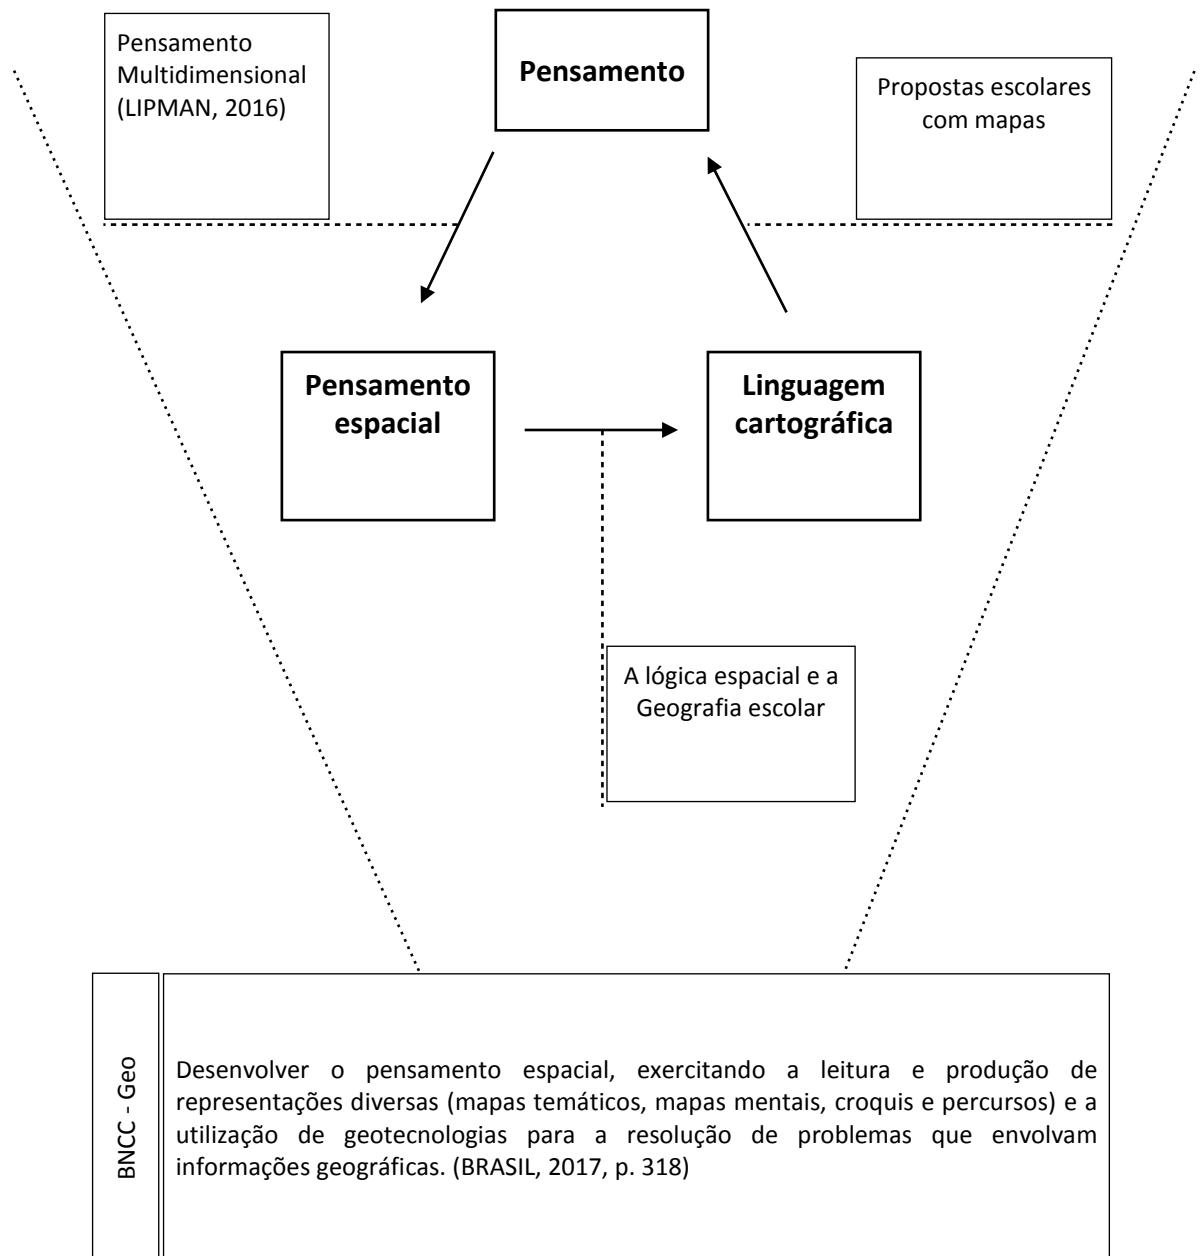 Pensamento
Multidimensional
(LIPMAN, 2016)
Pensamento
Propostas escolares
com mapas
Pensamento
espacial
Linguagem
cartográfica
A lógica espacial e a
Geografia escolar
BNCC - Geo
Desenvolver o pensamento espacial, exercitando a leitura e produção de
representações diversas (mapas temáticos, mapas mentais, croquis e percursos) e a
utilização de geotecnologias para a resolução de problemas que envolvam
informações geográficas. (BRASIL, 2017, p. 318)